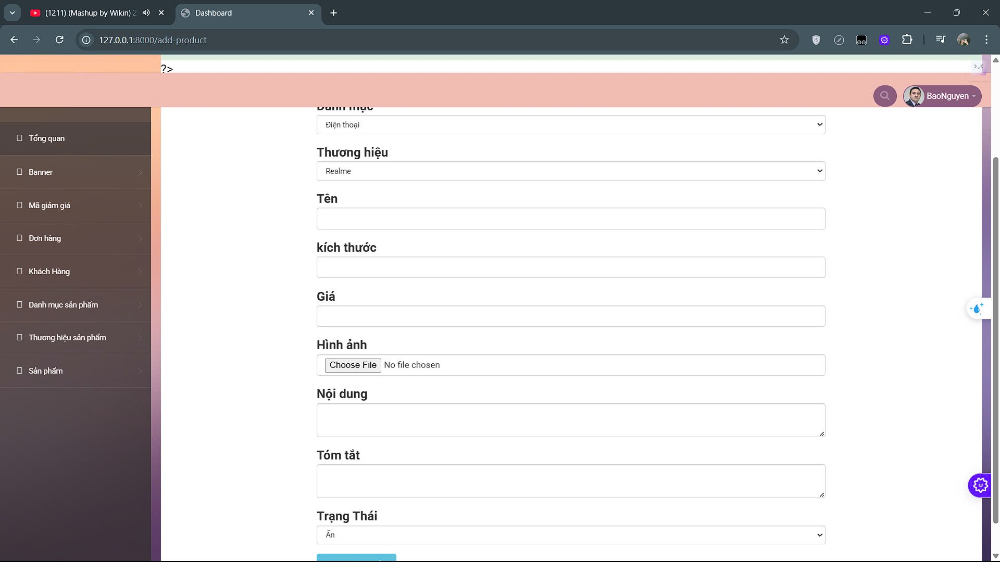 (1211) (Mashup by Wikin) 2
Dashboard
127.0.0.1:8000/add-product
?>
BaoNguyen
Danh mục
Điện thoại
Tổng quan
Thương hiệu
Banner
Realme
Tên
Mã giảm giá
Đơn hàng
kích thước
Khách Hàng
Giá
Danh mục sản phẩm
Thương hiệu sản phẩm
Hình ảnh
Choose File No file chosen
Sản phẩm
Nội dung
Tóm tắt
Trạng Thái
Ẩn